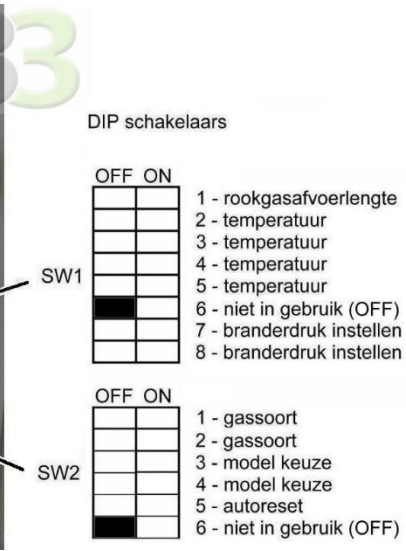 3
DIP schakelaars
OFF ON
1 - rookgasafvoerlengte
2 - temperatuur
3 - temperatuur
4 - temperatuur
5 - temperatuur
6 - niet in gebruik (OFF)
7 - branderdruk instellen
8 - branderdruk instellen
SW1
OFF ON
1 - gassoort
2 - gassoort
3 - model keuze
4 - model keuze
5 - autoreset
6 - niet in gebruik (OFF)
SW2